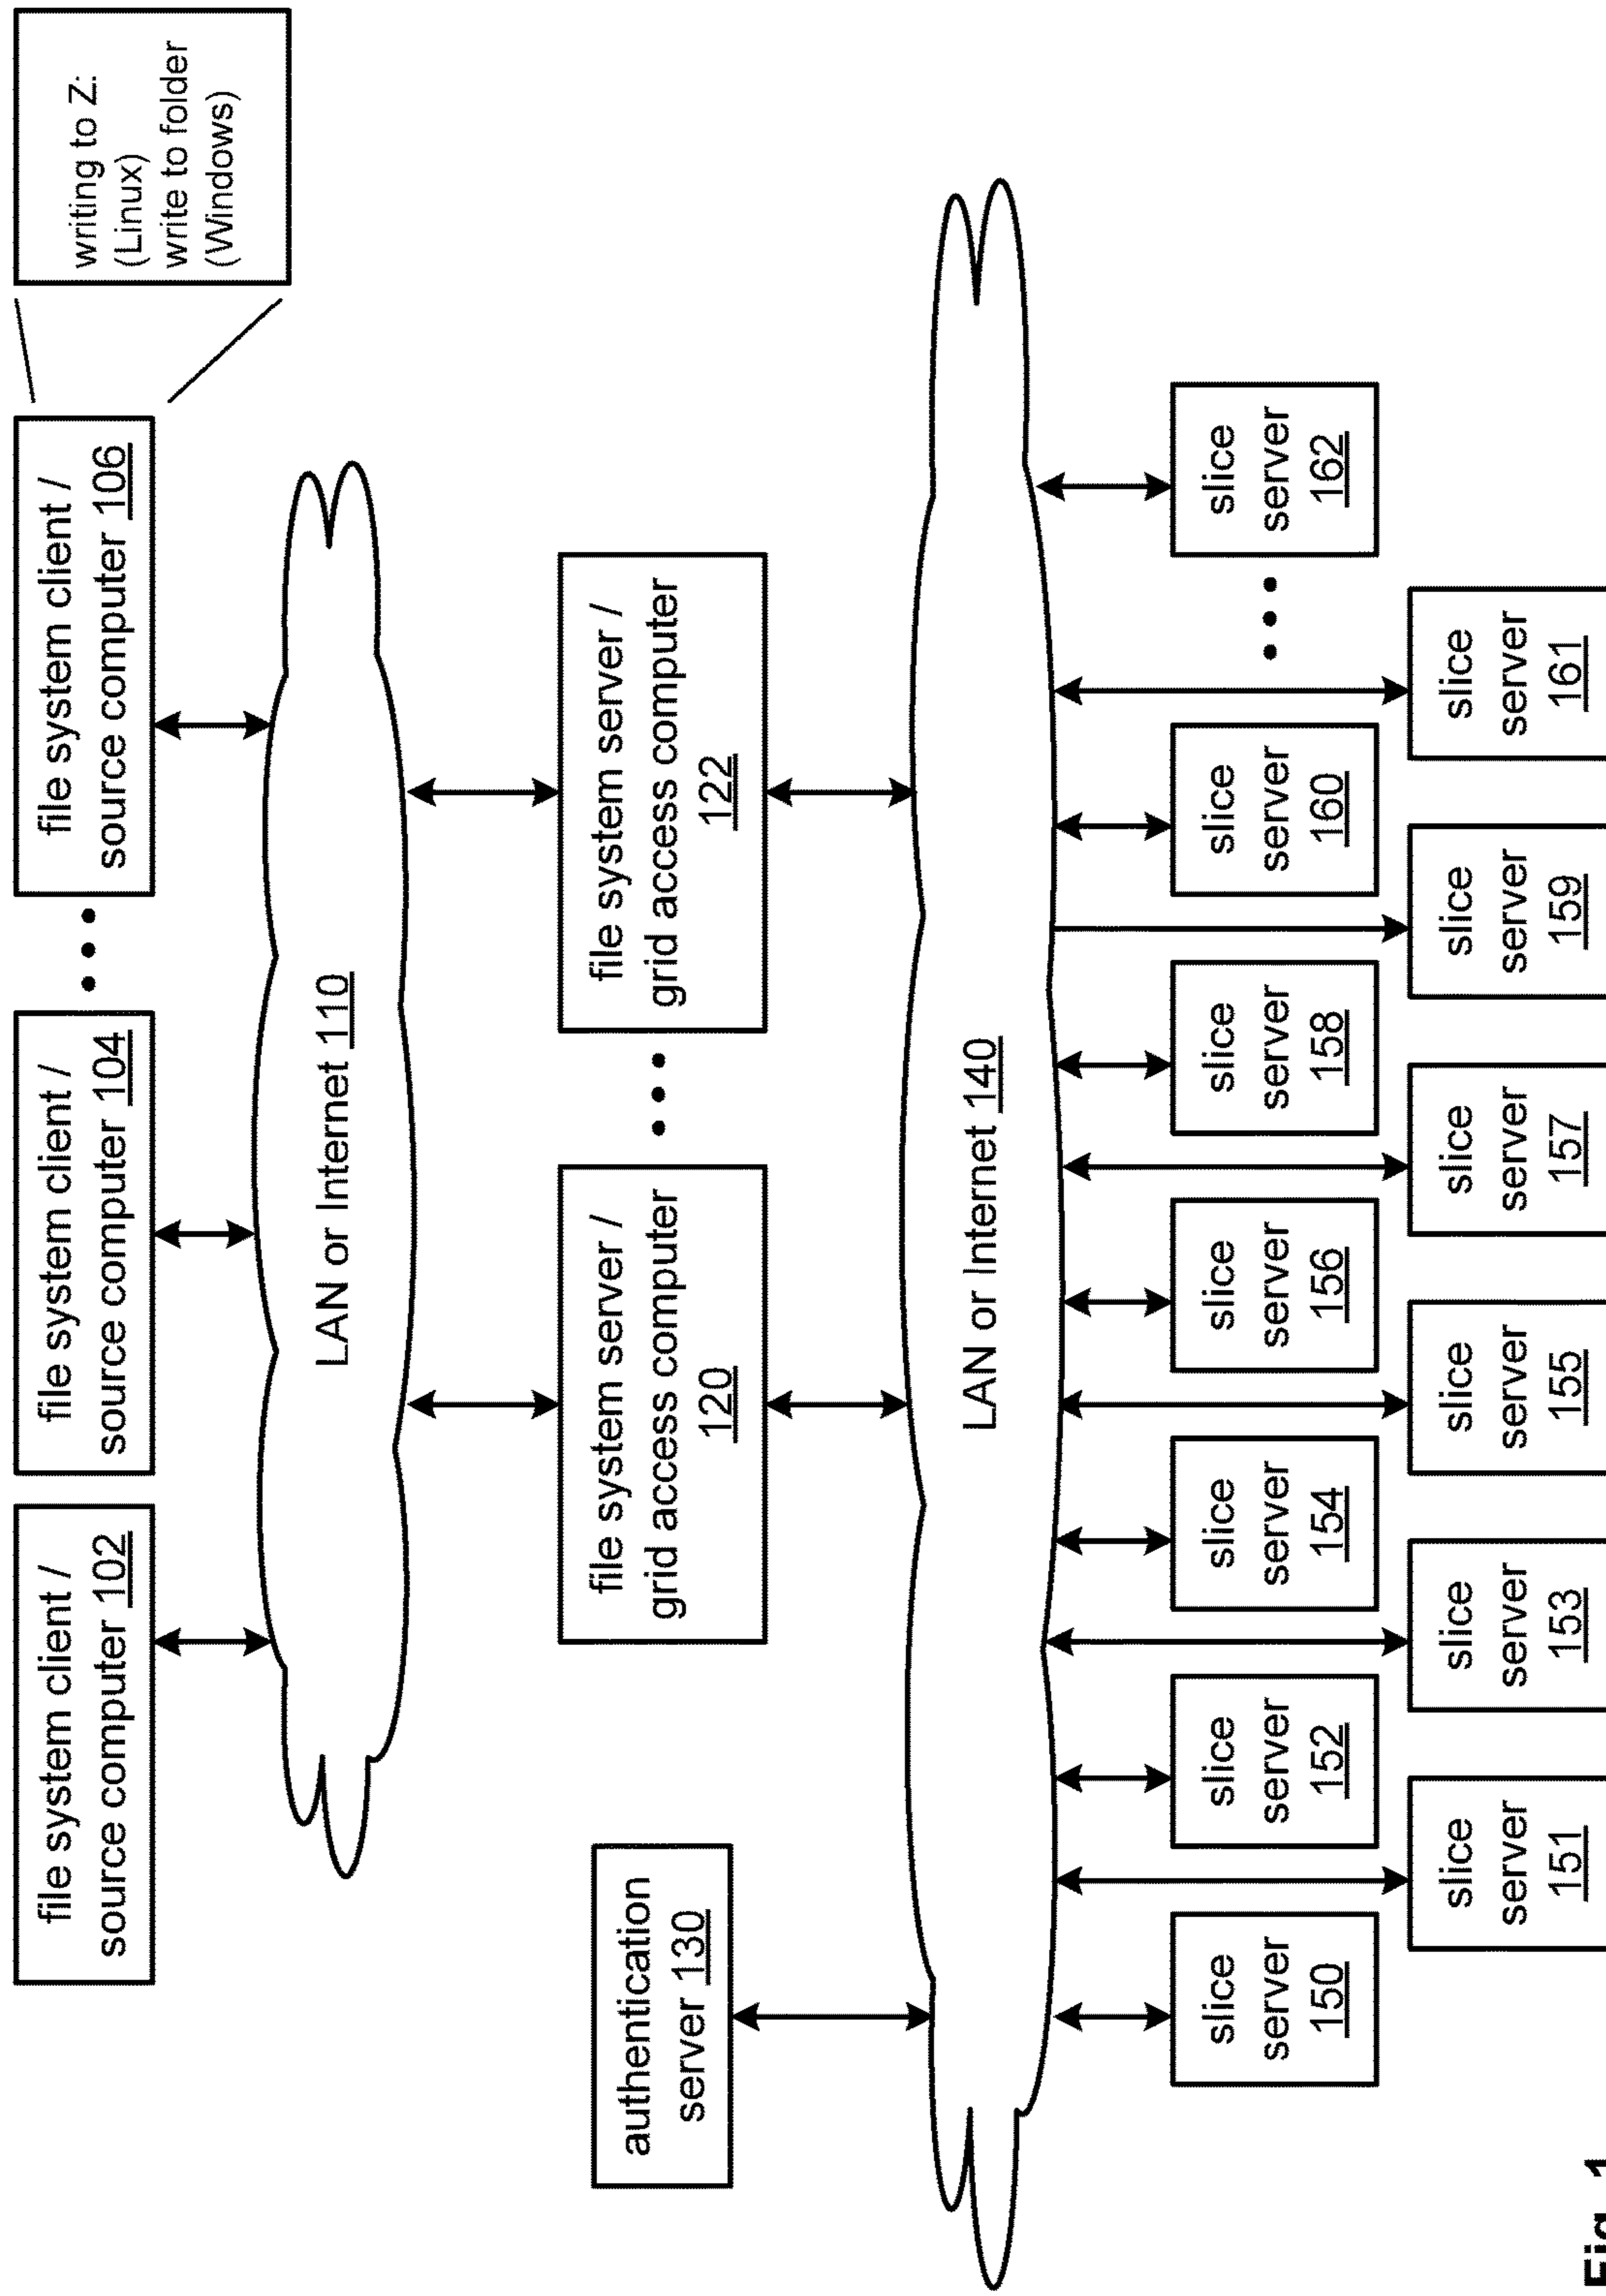 file system client /
source computer 102
file system client /
source computer 104
file system client /
source computer 106
writing to Z:
(Linux)
write to folder
(Windows)
LAN or Internet 110
authentication
server 130
file system server /
grid access computer
120
file system server /
grid access computer
122
LAN or Internet 140
slice
server
150
slice
server
152
slice
server
154
slice
server
156
slice
server
158
slice
server
160
slice
server
162
slice
server
151
slice
server
153
slice
server
155
slice
server
157
slice
server
159
slice
server
161
Fig. 1